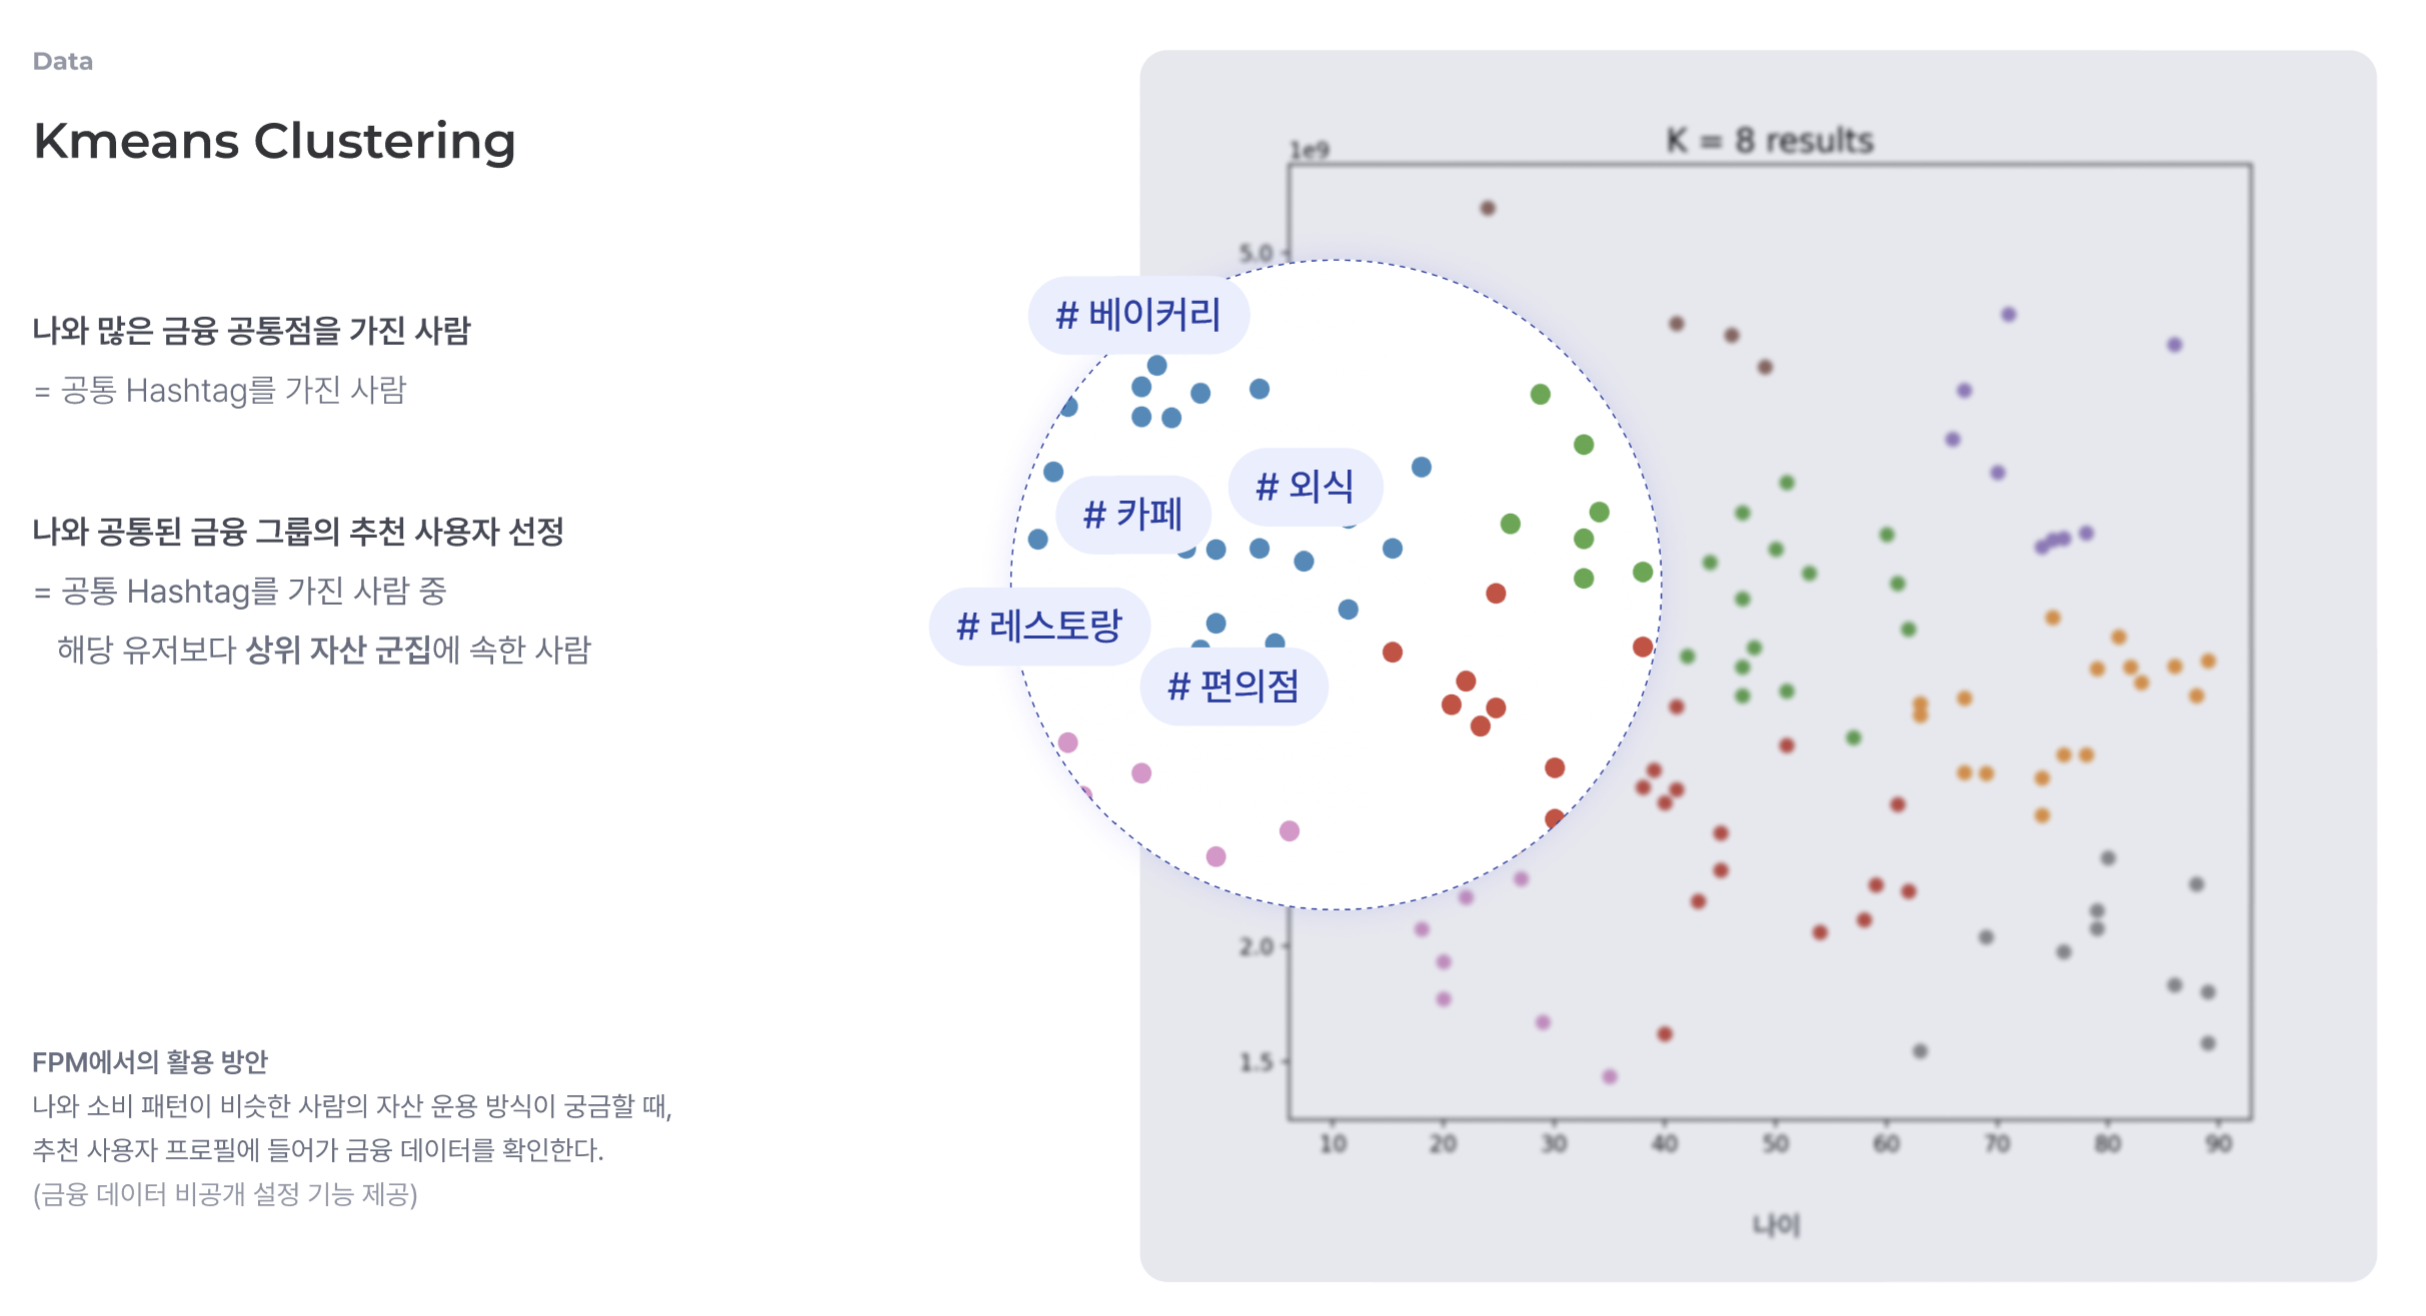 Data
Kmeans Clustering
나와 많은 금융 공통점을 가진 사람
= 공통 Hashtag를 가진 사람
나와 공통된 금융 그룹의 추천 사용자 선정
= 공통 Hashtag를 가진 사람 중
해당 유저보다 상위 자산 군집에 속한 사람
FPM에서의 활용 방안
나와 소비 패턴이 비슷한 사람의 자산 운용 방식이 궁금할 때,
추천 사용자 프로필에 들어가 금융 데이터를 확인한다.
(금융 데이터 비공개 설정 기능 제공)
K = 8 results
1e9
5.0
# 베이커리
# 외식
# 카페
# 레스토랑
# 편의점
2.0
1.5
10 20 30 40 50 60 70 80 90
나이